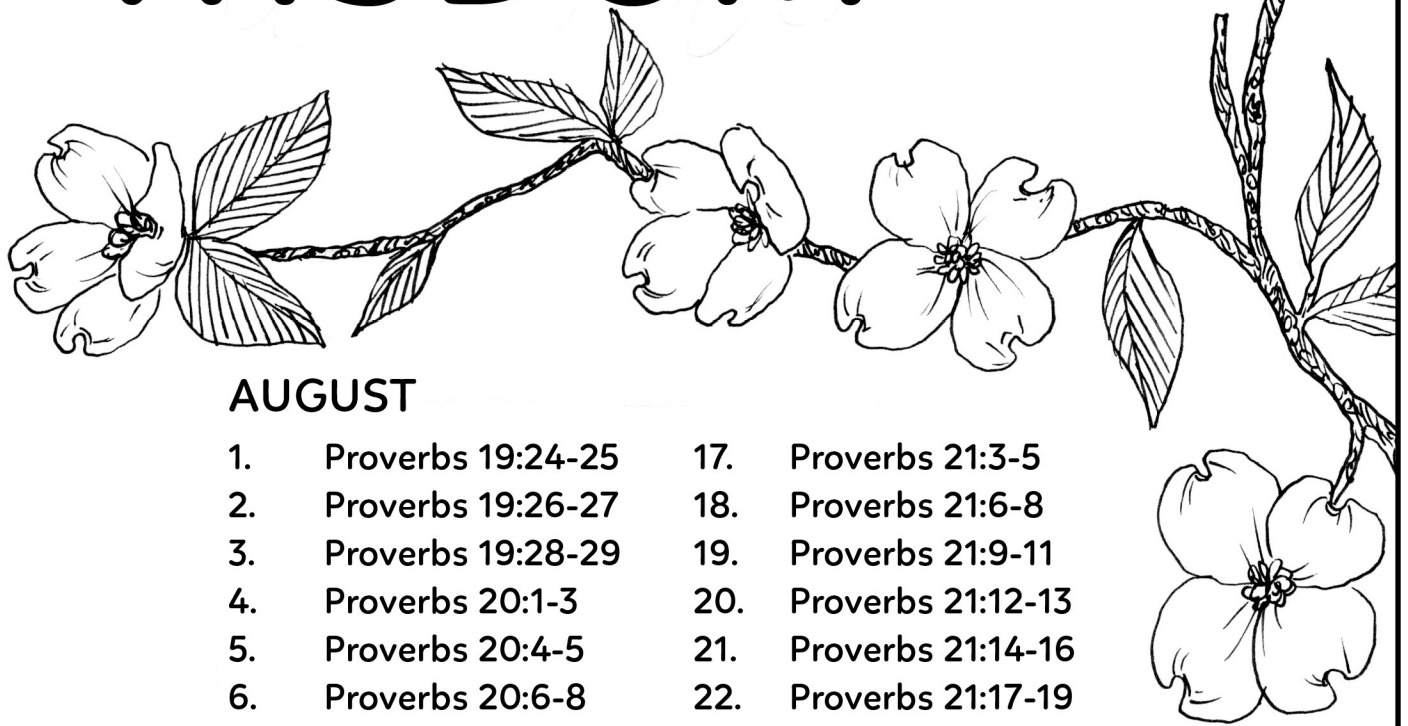 AUGUST
1. Proverbs 19:24-25
2. Proverbs 19:26-27
3. Proverbs 19:28-29
4. Proverbs 20:1-3
5. Proverbs 20:4-5
6. Proverbs 20:6-8
17. Proverbs 21:3-5
18. Proverbs 21:6-8
19. Proverbs 21:9-11
20. Proverbs 21:12-13
21. Proverbs 21:14-16
22. Proverbs 21:17-19